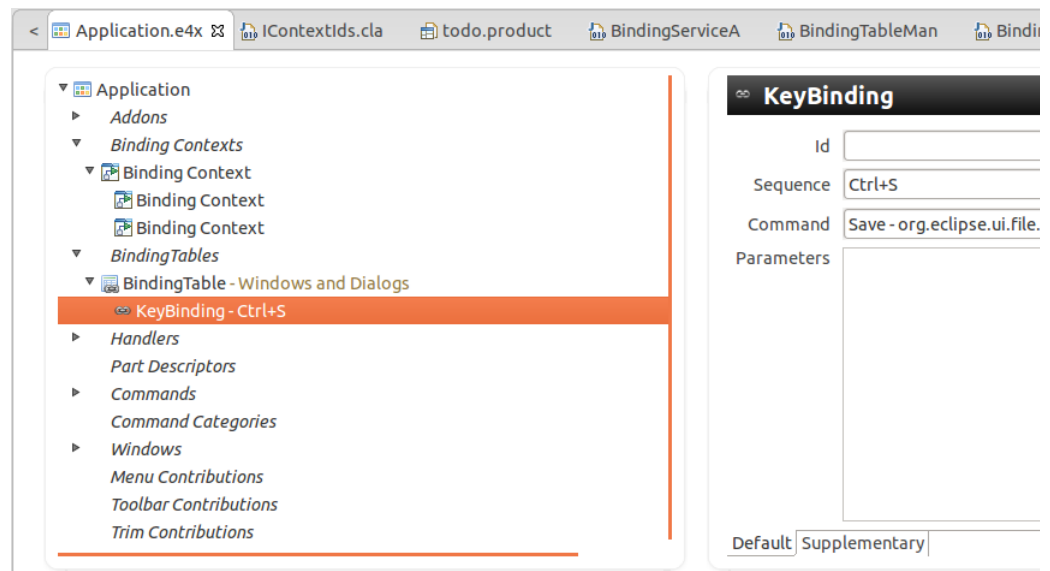 < Application.e4x IContextIds.cla todo.product BindingServiceA BindingTableMan Bindin
Application
Addons
Binding Contexts
Binding Context
Binding Context
Binding Context
BindingTables
BindingTable - Windows and Dialogs
KeyBinding - Ctrl+S
Handlers
Part Descriptors
Commands
Command Categories
Windows
Menu Contributions
Toolbar Contributions
Trim Contributions
KeyBinding
Id
Sequence Ctrl+S
Command Save - org.eclipse.ui.file.
Parameters
Default Supplementary